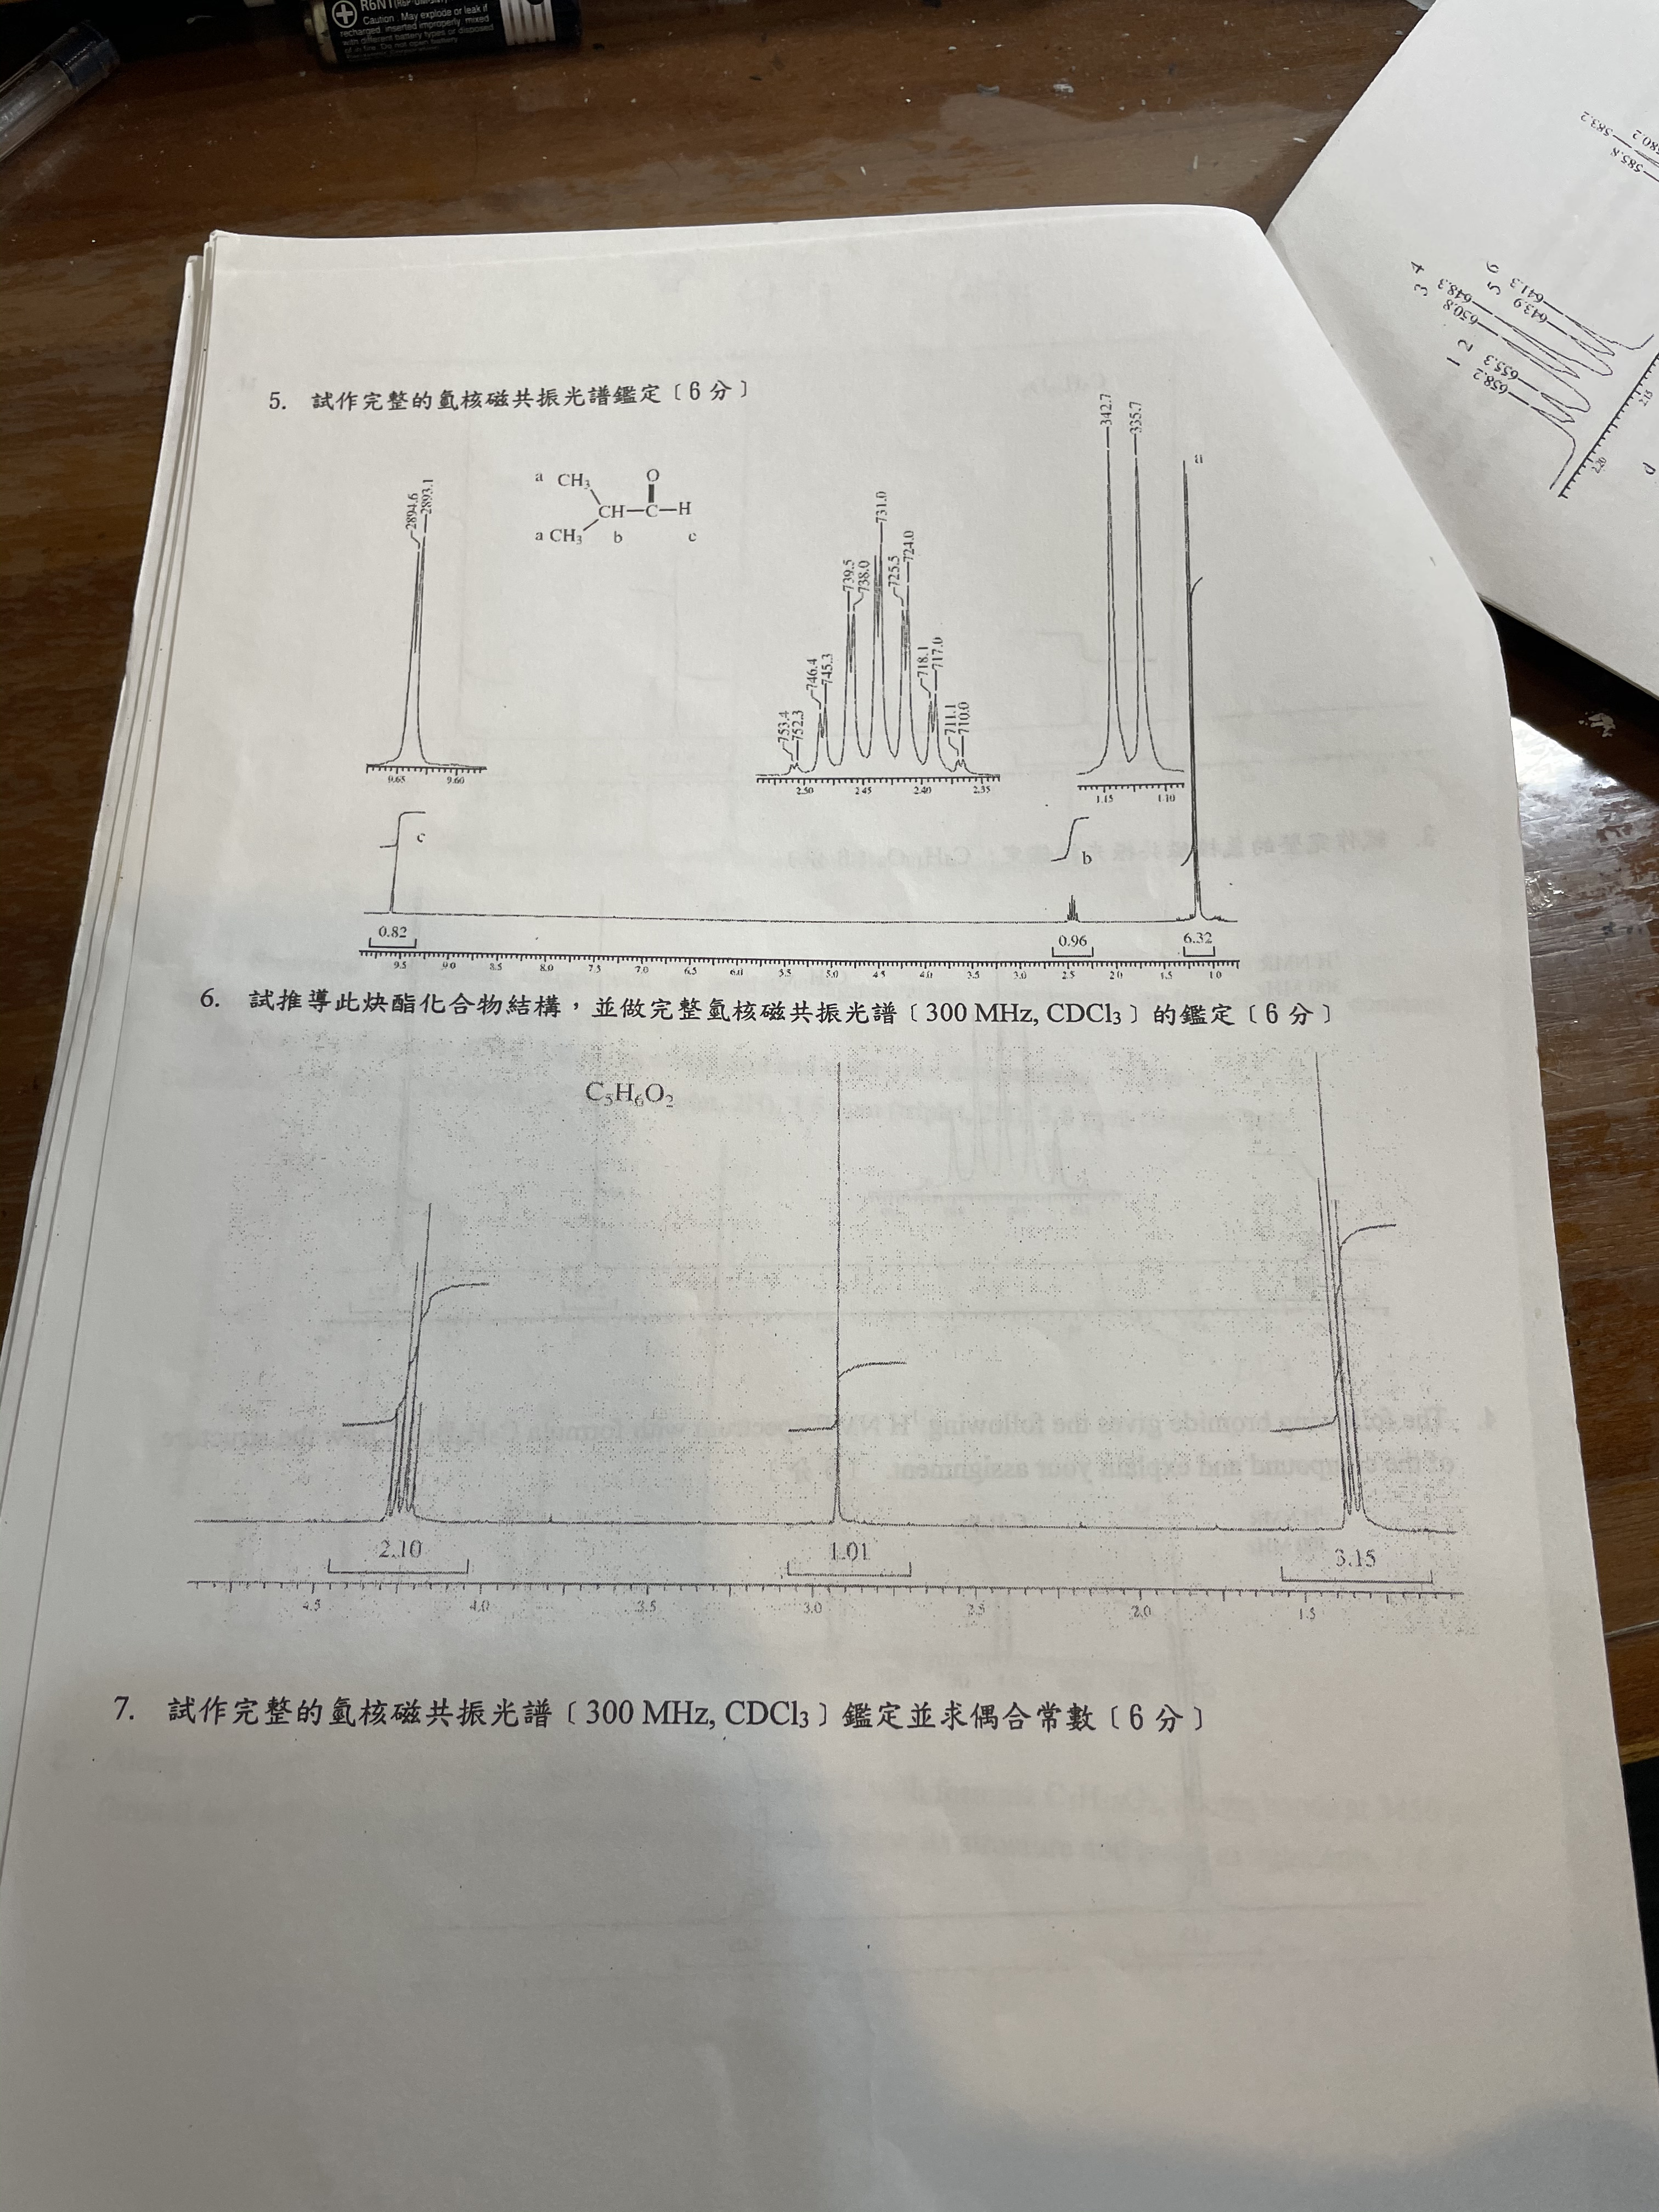 R6N1
Caution May explode or leak if
recharged, inserted improperly, mixed
with different battery types or disposed
of in fire. Do not open battery
5. 試作完整的氫核磁共振光譜鑑定〔6 分〕
2894.6
2893.1
a CH3
O
CH—C—H
a CH3 b c
753.4
752.3
746.4
745.3
739.5
738.0
731.0
725.5
724.0
718.1
717.0
711.1
710.0
342.7
335.7
a
9.65 9.60
2.50 2.45 2.40 2.35
1.15 1.10
c
b
0.82 0.96 6.32
9.5 9.0 8.5 8.0 7.5 7.0 6.5 6.0 5.5 5.0 4.5 4.0 3.5 3.0 2.5 2.0 1.5 1.0
6. 試推導此炔酯化合物結構，並做完整氫核磁共振光譜〔300 MHz, CDCl3〕的鑑定〔6 分〕
C5H6O2
2.10 1.01 3.15
4.5 4.0 3.5 3.0 2.5 2.0 1.5
7. 試作完整的氫核磁共振光譜〔300 MHz, CDCl3〕鑑定並求偶合常數〔6 分〕
583.2
580.2
585.8
1 2 3 4 5 6
658.2
655.3
650.8
648.3
643.9
641.3
2.20 2.15
d